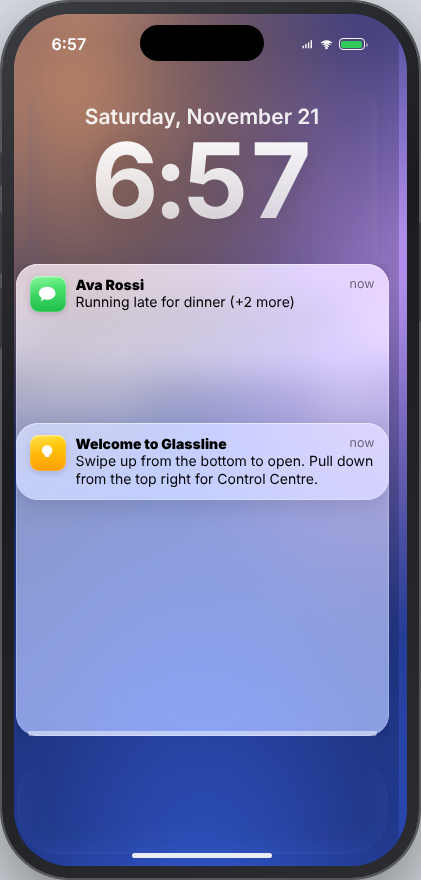 6:57
Saturday, November 21
6:57
Ava Rossi
now
Running late for dinner (+2 more)
Welcome to Glassline
now
Swipe up from the bottom to open. Pull down
from the top right for Control Centre.